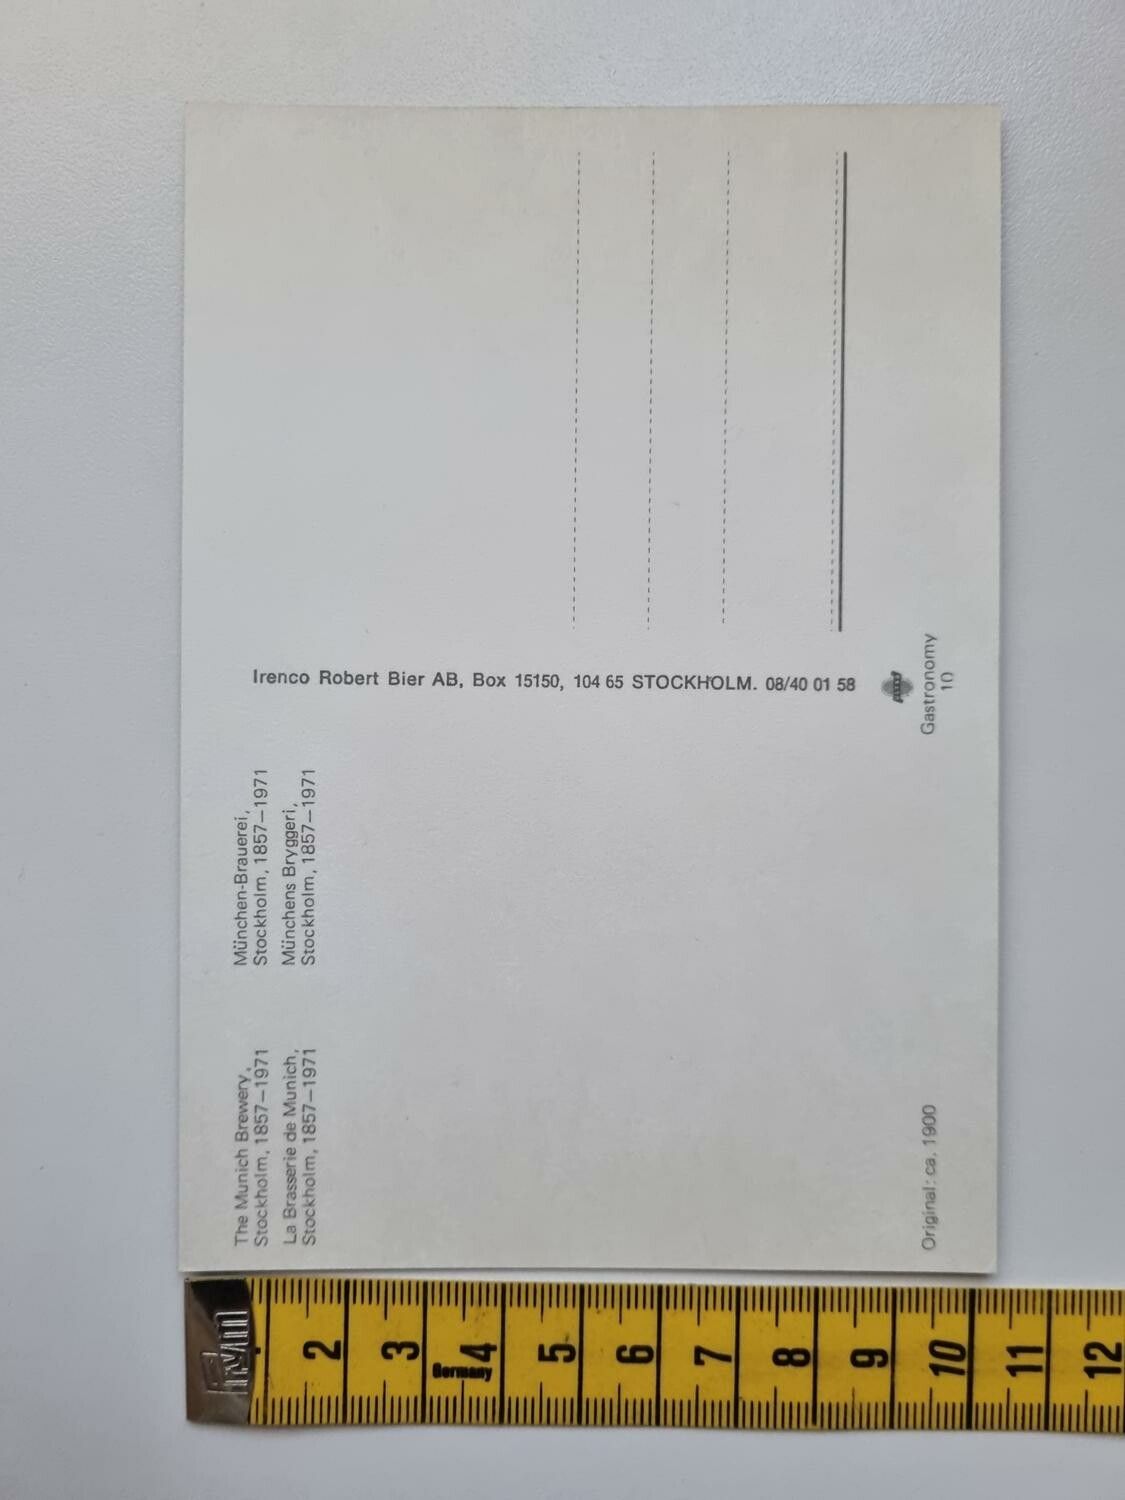 The Munich Brewery,
Stockholm, 1857–1971
La Brasserie de Munich,
Stockholm, 1857–1971
München-Brauerei,
Stockholm, 1857–1971
Münchens Bryggeri,
Stockholm, 1857–1971
Irenco Robert Bier AB, Box 15150, 104 65 STOCKHOLM. 08/40 01 58
Original: ca. 1900
Gastronomy
10
Prym
2
3
4
Germany
5
6
7
8
9
10
11
12